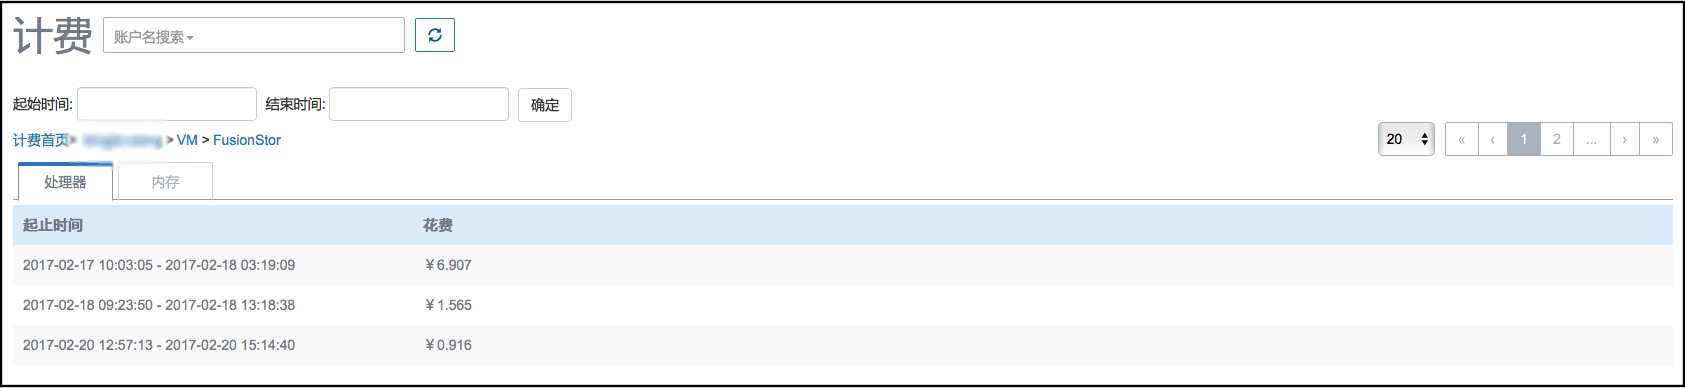 计费 账户名搜索
起始时间: 结束时间: 确定
计费首页> > VM > FusionStor
20 « ‹ 1 2 ... › »
处理器 内存
起止时间 花费
2017-02-17 10:03:05 - 2017-02-18 03:19:09 ￥6.907
2017-02-18 09:23:50 - 2017-02-18 13:18:38 ￥1.565
2017-02-20 12:57:13 - 2017-02-20 15:14:40 ￥0.916